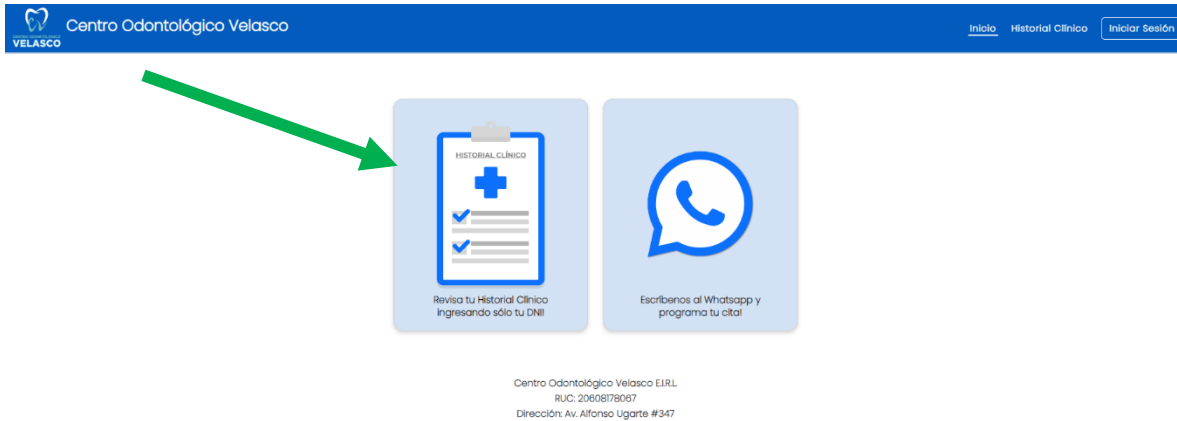 Centro Odontológico Velasco
VELASCO
Inicio Historial Clínico Iniciar Sesión
HISTORIAL CLÍNICO
Revisa tu Historial Clínico
ingresando sólo tu DNI!
Escríbenos al Whatsapp y
programa tu cita!
Centro Odontológico Velasco E.I.R.L
RUC: 20608178067
Dirección: Av. Alfonso Ugarte #347